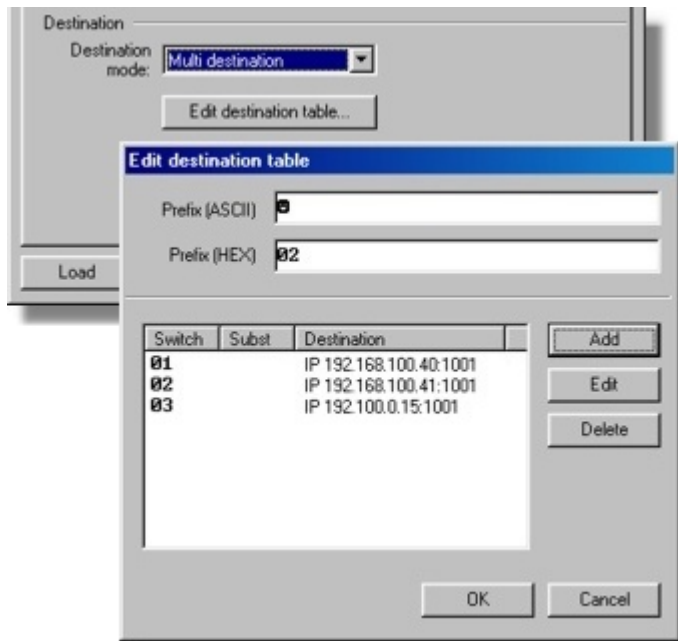 Destination
Destination mode: Multi destination
Edit destination table...
Load
Edit destination table
Prefix (ASCII) ☻
Prefix (HEX) 02
Switch Subst Destination
01 IP 192.168.100.40:1001
02 IP 192.168.100.41:1001
03 IP 192.100.0.15:1001
Add
Edit
Delete
OK Cancel